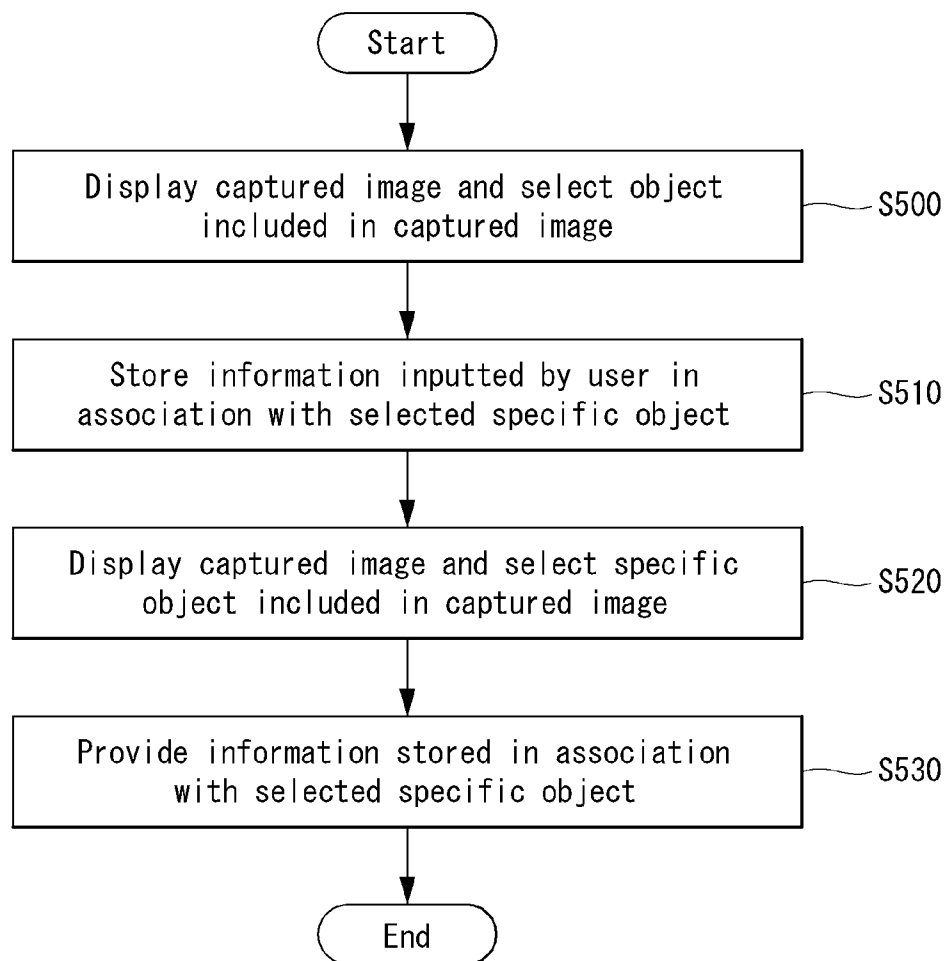 Start
Display captured image and select object
included in captured image
S500
Store information inputted by user in
association with selected specific object
S510
Display captured image and select specific
object included in captured image
S520
Provide information stored in association
with selected specific object
S530
End